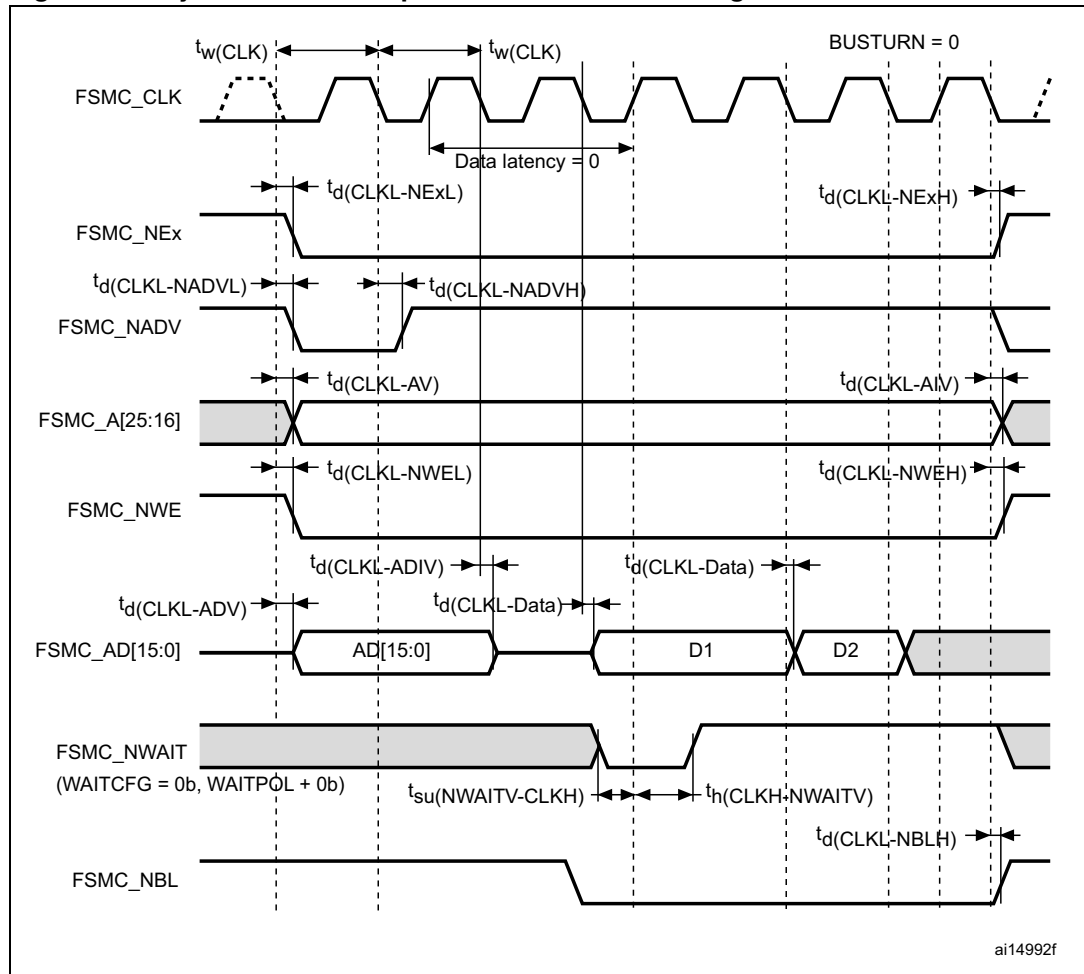 tw(CLK) tw(CLK) BUSTURN = 0
FSMC_CLK
Data latency = 0
td(CLKL-NExL) td(CLKL-NExH)
FSMC_NEx
td(CLKL-NADVL) td(CLKL-NADVH)
FSMC_NADV
td(CLKL-AV) td(CLKL-AIV)
FSMC_A[25:16]
td(CLKL-NWEL) td(CLKL-NWEH)
FSMC_NWE
td(CLKL-ADIV) td(CLKL-Data)
td(CLKL-ADV) td(CLKL-Data)
FSMC_AD[15:0] AD[15:0] D1 D2
FSMC_NWAIT
(WAITCFG = 0b, WAITPOL + 0b)
tsu(NWAITV-CLKH) th(CLKH-NWAITV)
td(CLKL-NBLH)
FSMC_NBL
ai14992f